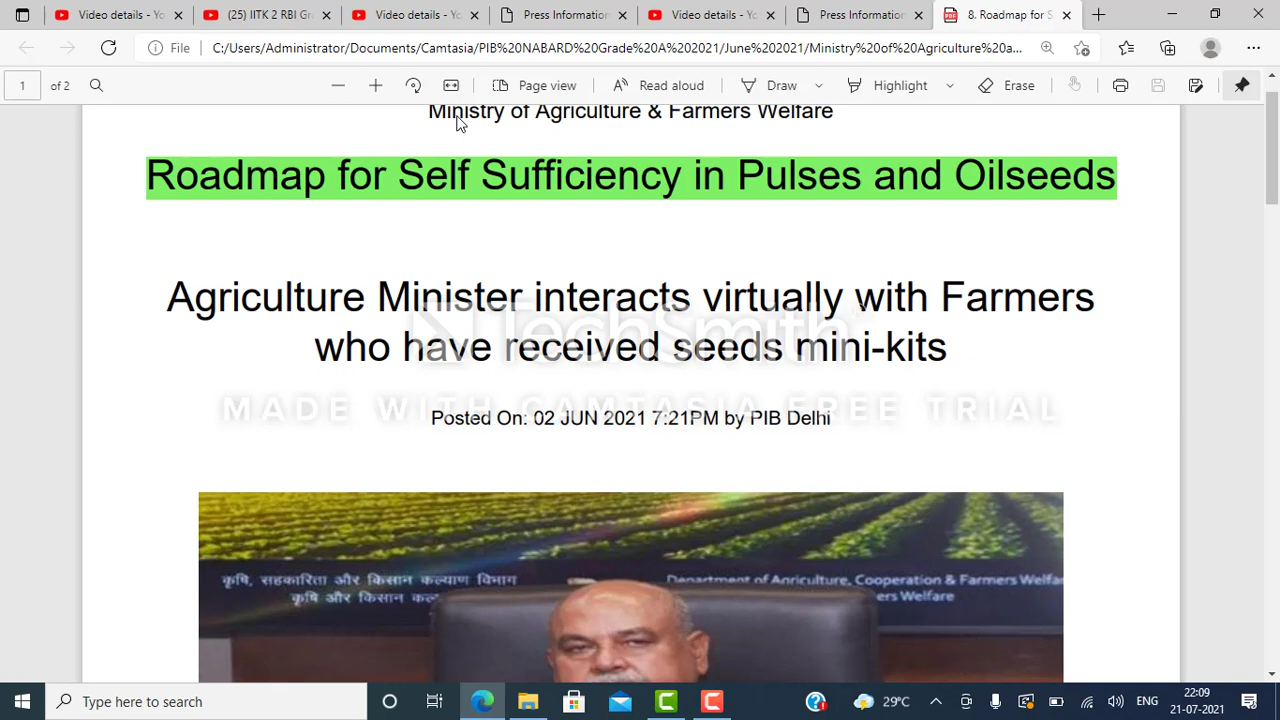 Video details - Yo
(25) IITK 2 RBI Gr
Video details - Yo
Press Information
Video details - Yo
Press Information
8. Roadmap for S
File
C:/Users/Administrator/Documents/Camtasia/PIB%20NABARD%20Grade%20A%202021/June%202021/Ministry%20of%20Agriculture%20a...
1 of 2
Page view
Read aloud
Draw
Highlight
Erase
Ministry of Agriculture & Farmers Welfare
Roadmap for Self Sufficiency in Pulses and Oilseeds
Agriculture Minister interacts virtually with Farmers
who have received seeds mini-kits
TechSmith
MADE WITH CAMTASIA FREE TRIAL
Posted On: 02 JUN 2021 7:21PM by PIB Delhi
कृषि, सहकारिता और किसान कल्याण विभाग
Department of Agriculture, Cooperation & Farmers Welfar
कृषि और किसान
ers Welfare
Type here to search
29°C
ENG
22:09
21-07-2021